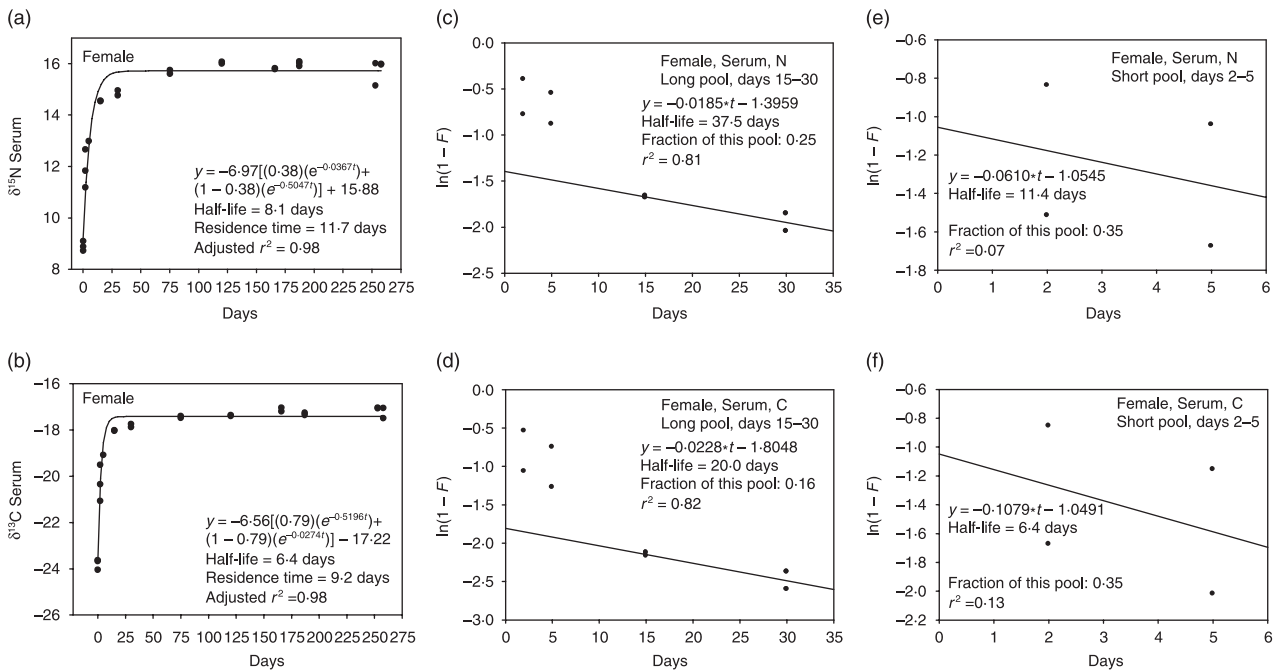 (a)
16
14
12
10
8
δ15N Serum
Female
y = −6·97[(0·38)(e−0·0367t)+
(1 − 0·38)(e−0·5047t)] + 15·88
Half-life = 8·1 days
Residence time = 11·7 days
Adjusted r2 = 0·98
0 25 50 75 100 125 150 175 200 225 250 275
Days
(c)
0·0
−0·5
−1·0
−1·5
−2·0
−2·5
ln(1 − F)
Female, Serum, N
Long pool, days 15–30
y = −0·0185*t − 1·3959
Half-life = 37·5 days
Fraction of this pool: 0·25
r2 = 0·81
0 5 10 15 20 25 30 35
Days
(e)
−0·6
−0·8
−1·0
−1·2
−1·4
−1·6
−1·8
ln(1 − F)
Female, Serum, N
Short pool, days 2–5
y = −0·0610*t − 1·0545
Half-life = 11·4 days
Fraction of this pool: 0·35
r2 =0·07
0 1 2 3 4 5 6
Days
(b)
−16
−18
−20
−22
−24
−26
δ13C Serum
Female
y = −6·56[(0·79)(e−0·5196t)+
(1 − 0·79)(e−0·0274t)] − 17·22
Half-life = 6·4 days
Residence time = 9·2 days
Adjusted r2 =0·98
0 25 50 75 100 125 150 175 200 225 250 275
Days
(d)
0·0
−0·5
−1·0
−1·5
−2·0
−2·5
−3·0
ln(1 − F)
Female, Serum, C
Long pool, days 15–30
y = −0·0228*t − 1·8048
Half-life = 20·0 days
Fraction of this pool: 0·16
r2 = 0·82
0 5 10 15 20 25 30 35
Days
(f)
−0·6
−0·8
−1·0
−1·2
−1·4
−1·6
−1·8
−2·0
−2·2
ln(1 − F)
Female, Serum, C
Short pool, days 2–5
y = −0·1079*t − 1·0491
Half-life = 6·4 days
Fraction of this pool: 0·35
r2 =0·13
0 1 2 3 4 5 6
Days